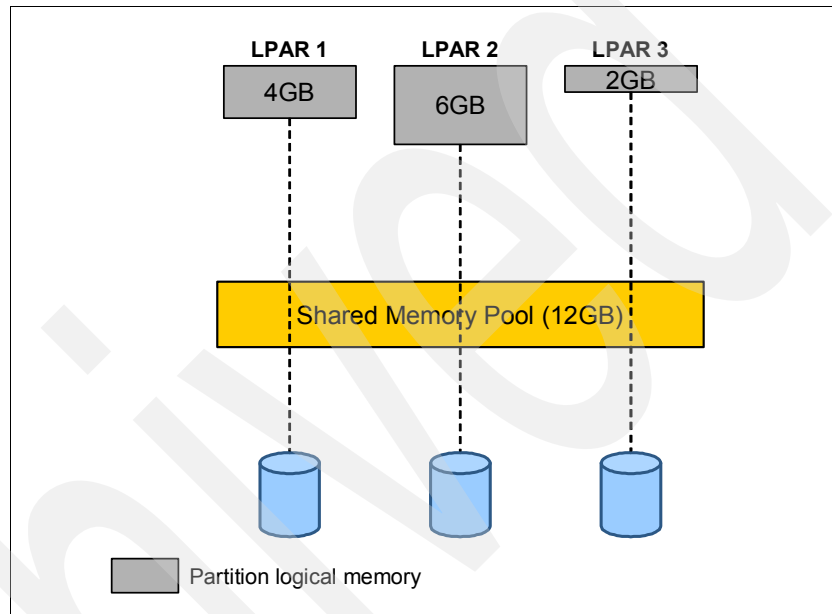 LPAR 1 LPAR 2 LPAR 3
4GB 6GB 2GB
Shared Memory Pool (12GB)
Partition logical memory